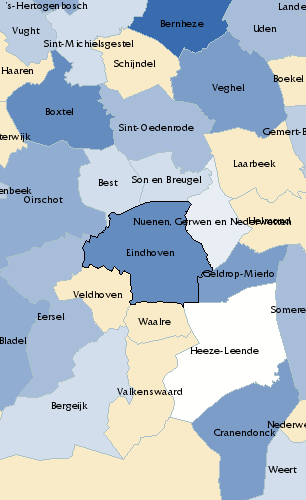 's-Hertogenbosch
Lande
Bernheze
Vught
Uden
Sint-Michielsgestel
Schijndel
Haaren
Boekel
Veghel
Boxtel
Sint-Oedenrode
Gemert-B
terwijk
Laarbeek
Best
Son en Breugel
enbeek
Oirschot
Nuenen, Gerwen en Nederwetten
Helmond
Eindhoven
Geldrop-Mierlo
Veldhoven
Eersel
Waalre
Somere
Bladel
Heeze-Leende
Valkenswaard
Bergeijk
Nederwe
Cranendonck
Weert